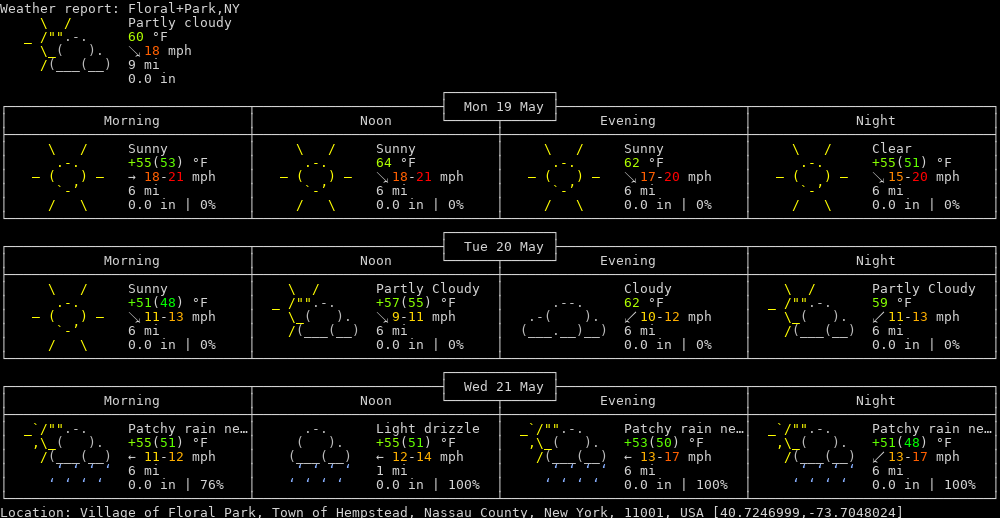 Weather report: Floral+Park,NY
Partly cloudy
60 °F
↘ 18 mph
9 mi
0.0 in
Mon 19 May
Morning Noon Evening Night
Sunny Sunny Sunny Clear
+55(53) °F 64 °F 62 °F +55(51) °F
→ 18-21 mph ↘ 18-21 mph ↘ 17-20 mph ↘ 15-20 mph
6 mi 6 mi 6 mi 6 mi
0.0 in | 0% 0.0 in | 0% 0.0 in | 0% 0.0 in | 0%
Tue 20 May
Morning Noon Evening Night
Sunny Partly Cloudy Cloudy Partly Cloudy
+51(48) °F +57(55) °F 62 °F 59 °F
↘ 11-13 mph ↘ 9-11 mph ↙ 10-12 mph ↙ 11-13 mph
6 mi 6 mi 6 mi 6 mi
0.0 in | 0% 0.0 in | 0% 0.0 in | 0% 0.0 in | 0%
Wed 21 May
Morning Noon Evening Night
Patchy rain ne… Light drizzle Patchy rain ne… Patchy rain ne…
+55(51) °F +55(51) °F +53(50) °F +51(48) °F
← 11-12 mph ← 12-14 mph ← 13-17 mph ↙ 13-17 mph
6 mi 1 mi 6 mi 6 mi
0.0 in | 76% 0.0 in | 100% 0.0 in | 100% 0.0 in | 100%
Location: Village of Floral Park, Town of Hempstead, Nassau County, New York, 11001, USA [40.7246999,-73.7048024]